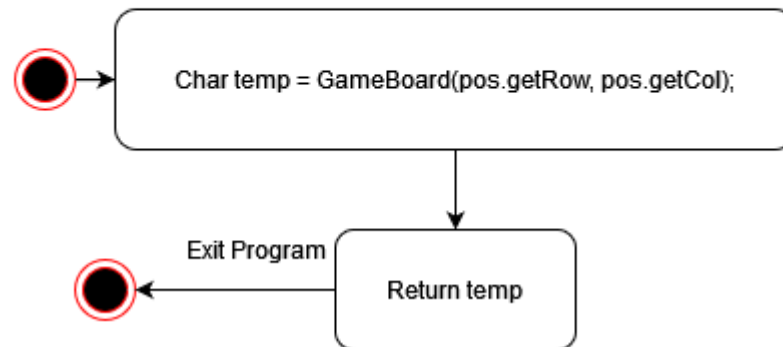 Char temp = GameBoard(pos.getRow, pos.getCol);
Exit Program
Return temp